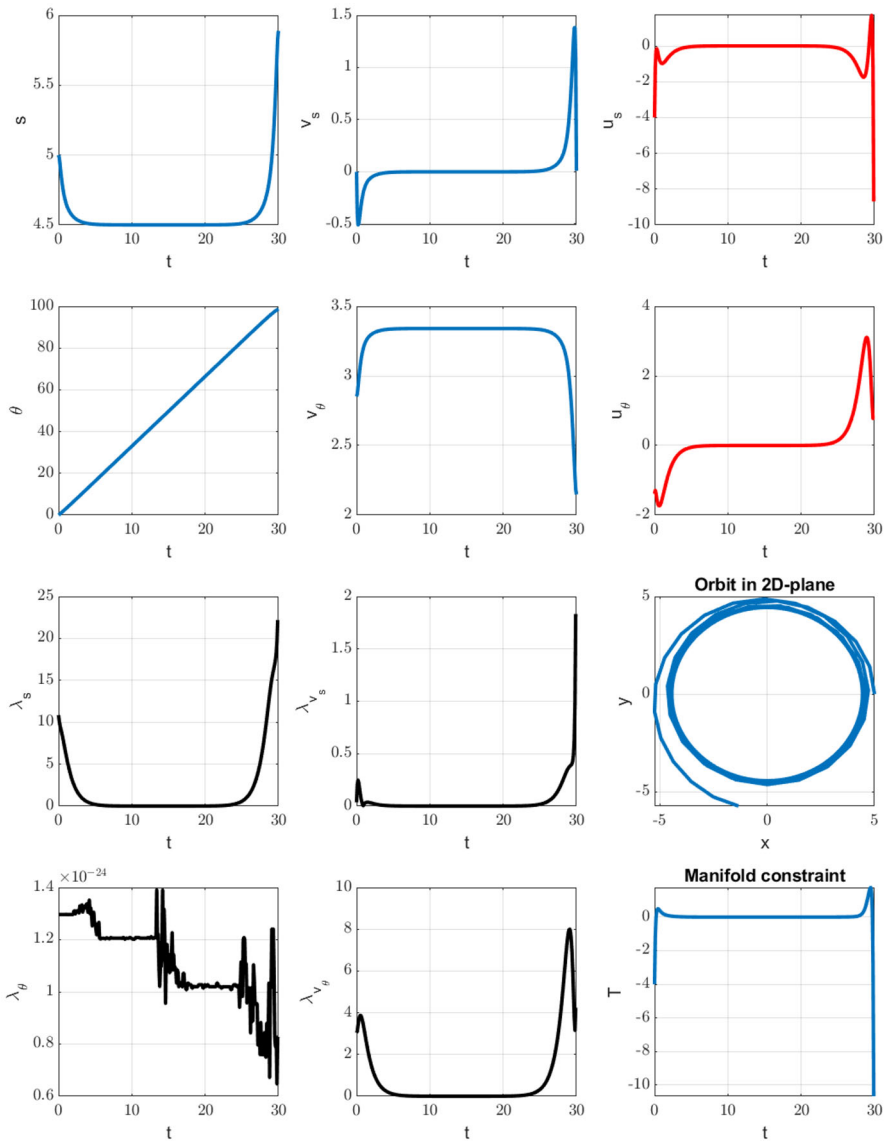 6
5.5
5
4.5
s
0 10 20 30
t
1.5
1
0.5
0
-0.5
v_s
0 10 20 30
t
0
-2
-4
-6
-8
-10
u_s
0 10 20 30
t
100
80
60
40
20
0
θ
0 10 20 30
t
3.5
3
2.5
2
v_θ
0 10 20 30
t
4
2
0
-2
u_θ
0 10 20 30
t
25
20
15
10
5
0
λ_s
0 10 20 30
t
2
1.5
1
0.5
0
λ_{v_s}
0 10 20 30
t
Orbit in 2D-plane
5
0
-5
y
-5 0 5
x
×10^{-24}
1.4
1.2
1
0.8
0.6
λ_θ
0 10 20 30
t
10
8
6
4
2
0
λ_{v_θ}
0 10 20 30
t
Manifold constraint
0
-2
-4
-6
-8
-10
T
0 10 20 30
t